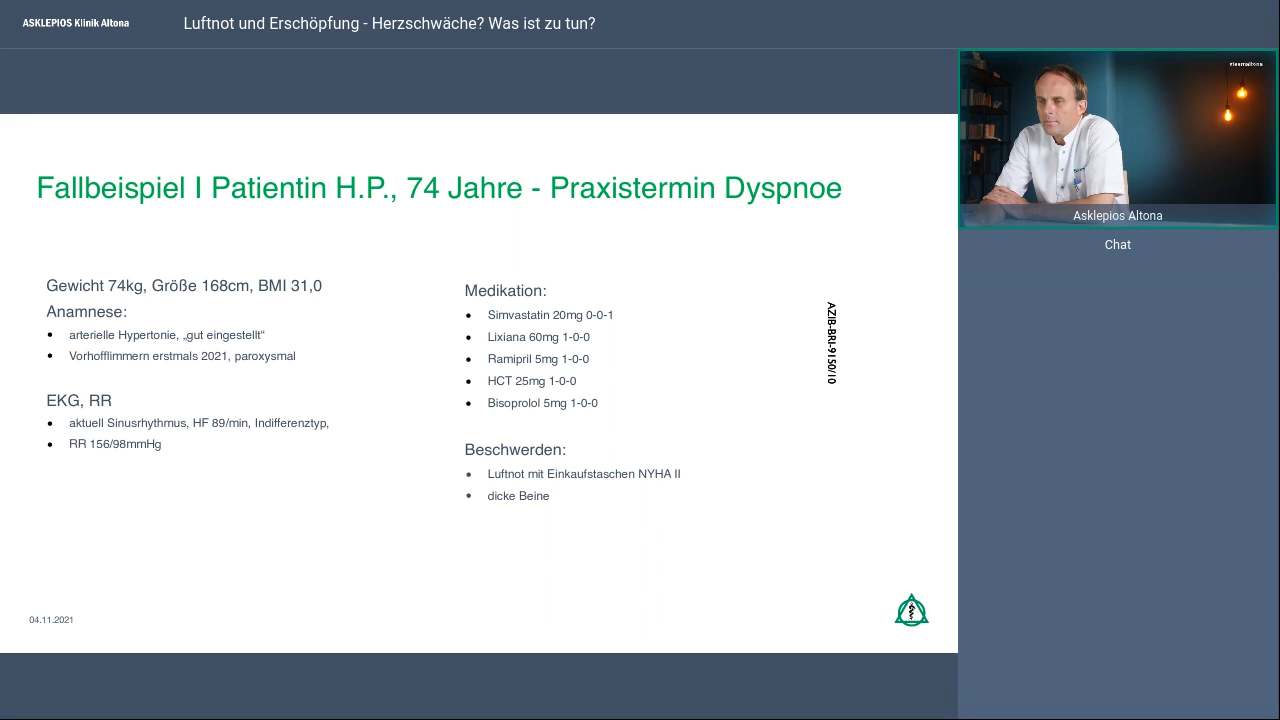 ASKLEPIOS Klinik Altona
Luftnot und Erschöpfung - Herzschwäche? Was ist zu tun?
#teamaltona
Asklepios Altona
Chat
Fallbeispiel I Patientin H.P., 74 Jahre - Praxistermin Dyspnoe
Gewicht 74kg, Größe 168cm, BMI 31,0
Anamnese:
• arterielle Hypertonie, „gut eingestellt“
• Vorhofflimmern erstmals 2021, paroxysmal
EKG, RR
• aktuell Sinusrhythmus, HF 89/min, Indifferenztyp,
• RR 156/98mmHg
Medikation:
• Simvastatin 20mg 0-0-1
• Lixiana 60mg 1-0-0
• Ramipril 5mg 1-0-0
• HCT 25mg 1-0-0
• Bisoprolol 5mg 1-0-0
Beschwerden:
• Luftnot mit Einkaufstaschen NYHA II
• dicke Beine
AZIB-BRI-9150/10
04.11.2021